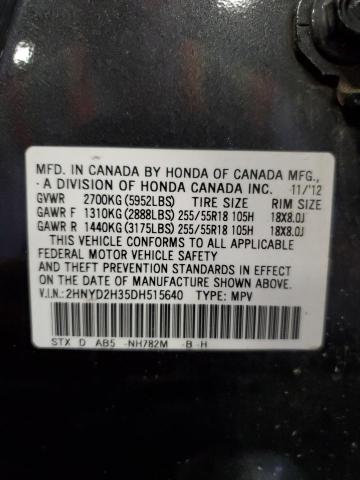 MFD. IN CANADA BY HONDA OF CANADA MFG.,
A DIVISION OF HONDA CANADA INC. 11/'12
GVWR 2700KG (5952LBS) TIRE SIZE RIM SIZE
GAWR F 1310KG (2888LBS) 255/55R18 105H 18X8.0J
GAWR R 1440KG (3175LBS) 255/55R18 105H 18X8.0J
THIS VEHICLE CONFORMS TO ALL APPLICABLE
FEDERAL MOTOR VEHICLE SAFETY
AND THEFT PREVENTION STANDARDS IN EFFECT ON
THE DATE OF MANUFACTURE SHOWN ABOVE.
V.I.N.: 2HNYD2H35DH515640 TYPE: MPV
STX D AB5 -NH782M -B -H